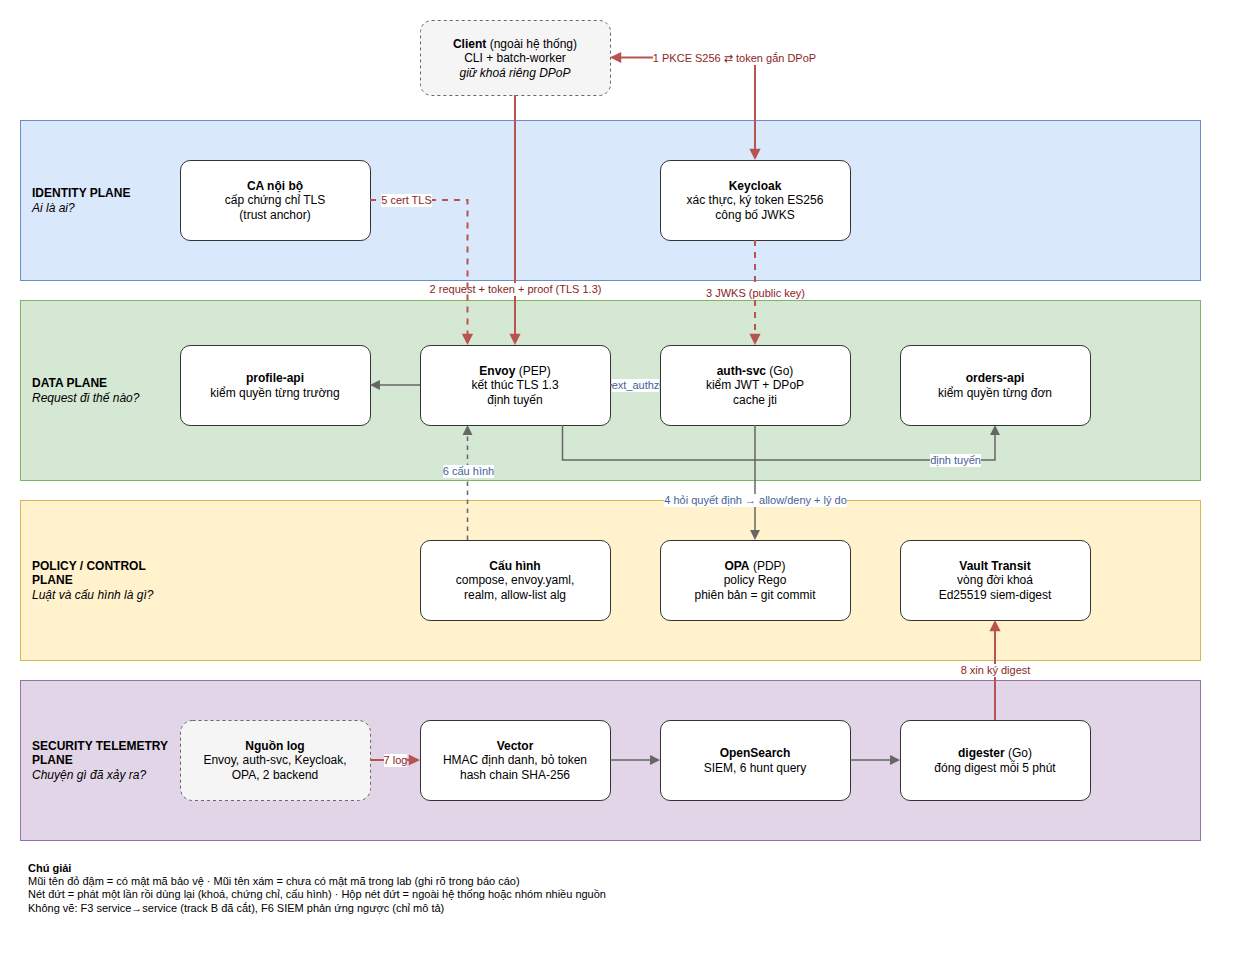 Client (ngoài hệ thống)
CLI + batch-worker
giữ khoá riêng DPoP
1 PKCE S256 ⇄ token gắn DPoP
IDENTITY PLANE
Ai là ai?
CA nội bộ
cấp chứng chỉ TLS
(trust anchor)
5 cert TLS
Keycloak
xác thực, ký token ES256
công bố JWKS
2 request + token + proof (TLS 1.3)
3 JWKS (public key)
DATA PLANE
Request đi thế nào?
profile-api
kiểm quyền từng trường
Envoy (PEP)
kết thúc TLS 1.3
định tuyến
ext_authz
auth-svc (Go)
kiểm JWT + DPoP
cache jti
orders-api
kiểm quyền từng đơn
định tuyến
6 cấu hình
4 hỏi quyết định → allow/deny + lý do
POLICY / CONTROL
PLANE
Luật và cấu hình là gì?
Cấu hình
compose, envoy.yaml,
realm, allow-list alg
OPA (PDP)
policy Rego
phiên bản = git commit
Vault Transit
vòng đời khoá
Ed25519 siem-digest
8 xin ký digest
SECURITY TELEMETRY
PLANE
Chuyện gì đã xảy ra?
Nguồn log
Envoy, auth-svc, Keycloak,
OPA, 2 backend
7 log
Vector
HMAC định danh, bỏ token
hash chain SHA-256
OpenSearch
SIEM, 6 hunt query
digester (Go)
đóng digest mỗi 5 phút
Chú giải
Mũi tên đỏ đậm = có mật mã bảo vệ · Mũi tên xám = chưa có mật mã trong lab (ghi rõ trong báo cáo)
Nét đứt = phát một lần rồi dùng lại (khoá, chứng chỉ, cấu hình) · Hộp nét đứt = ngoài hệ thống hoặc nhóm nhiều nguồn
Không vẽ: F3 service→service (track B đã cắt), F6 SIEM phản ứng ngược (chỉ mô tả)